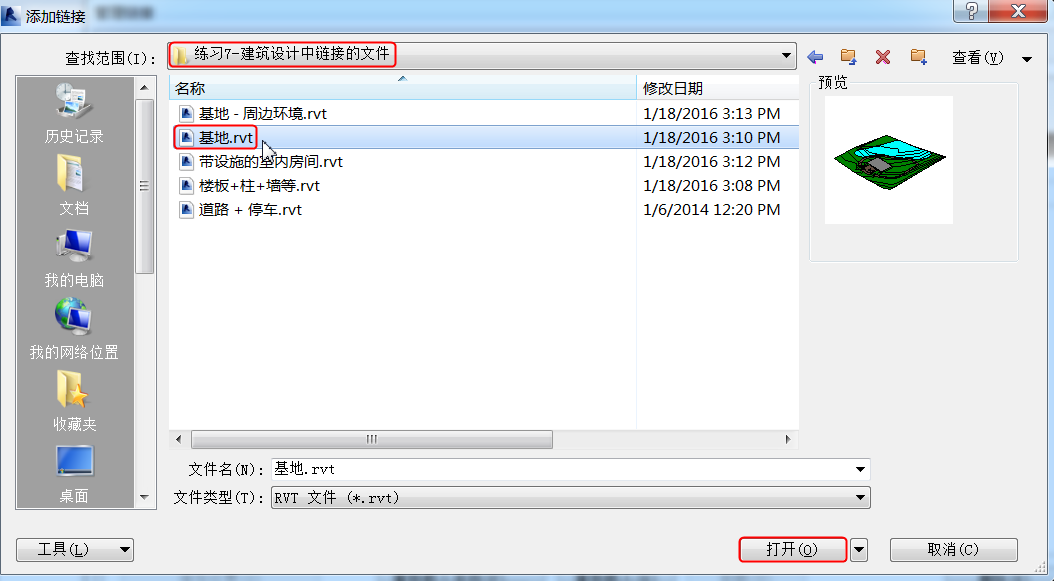 添加链接
查找范围(I):
练习7-建筑设计中链接的文件
查看(V)
历史记录
文档
我的电脑
我的网络位置
收藏夹
桌面
名称 修改日期
基地 - 周边环境.rvt 1/18/2016 3:13 PM
基地.rvt 1/18/2016 3:10 PM
带设施的室内房间.rvt 1/18/2016 3:12 PM
楼板+柱+墙等.rvt 1/18/2016 3:08 PM
道路 + 停车.rvt 1/6/2014 12:20 PM
预览
文件名(N): 基地.rvt
文件类型(T): RVT 文件 (*.rvt)
工具(L) 打开(O) 取消(C)